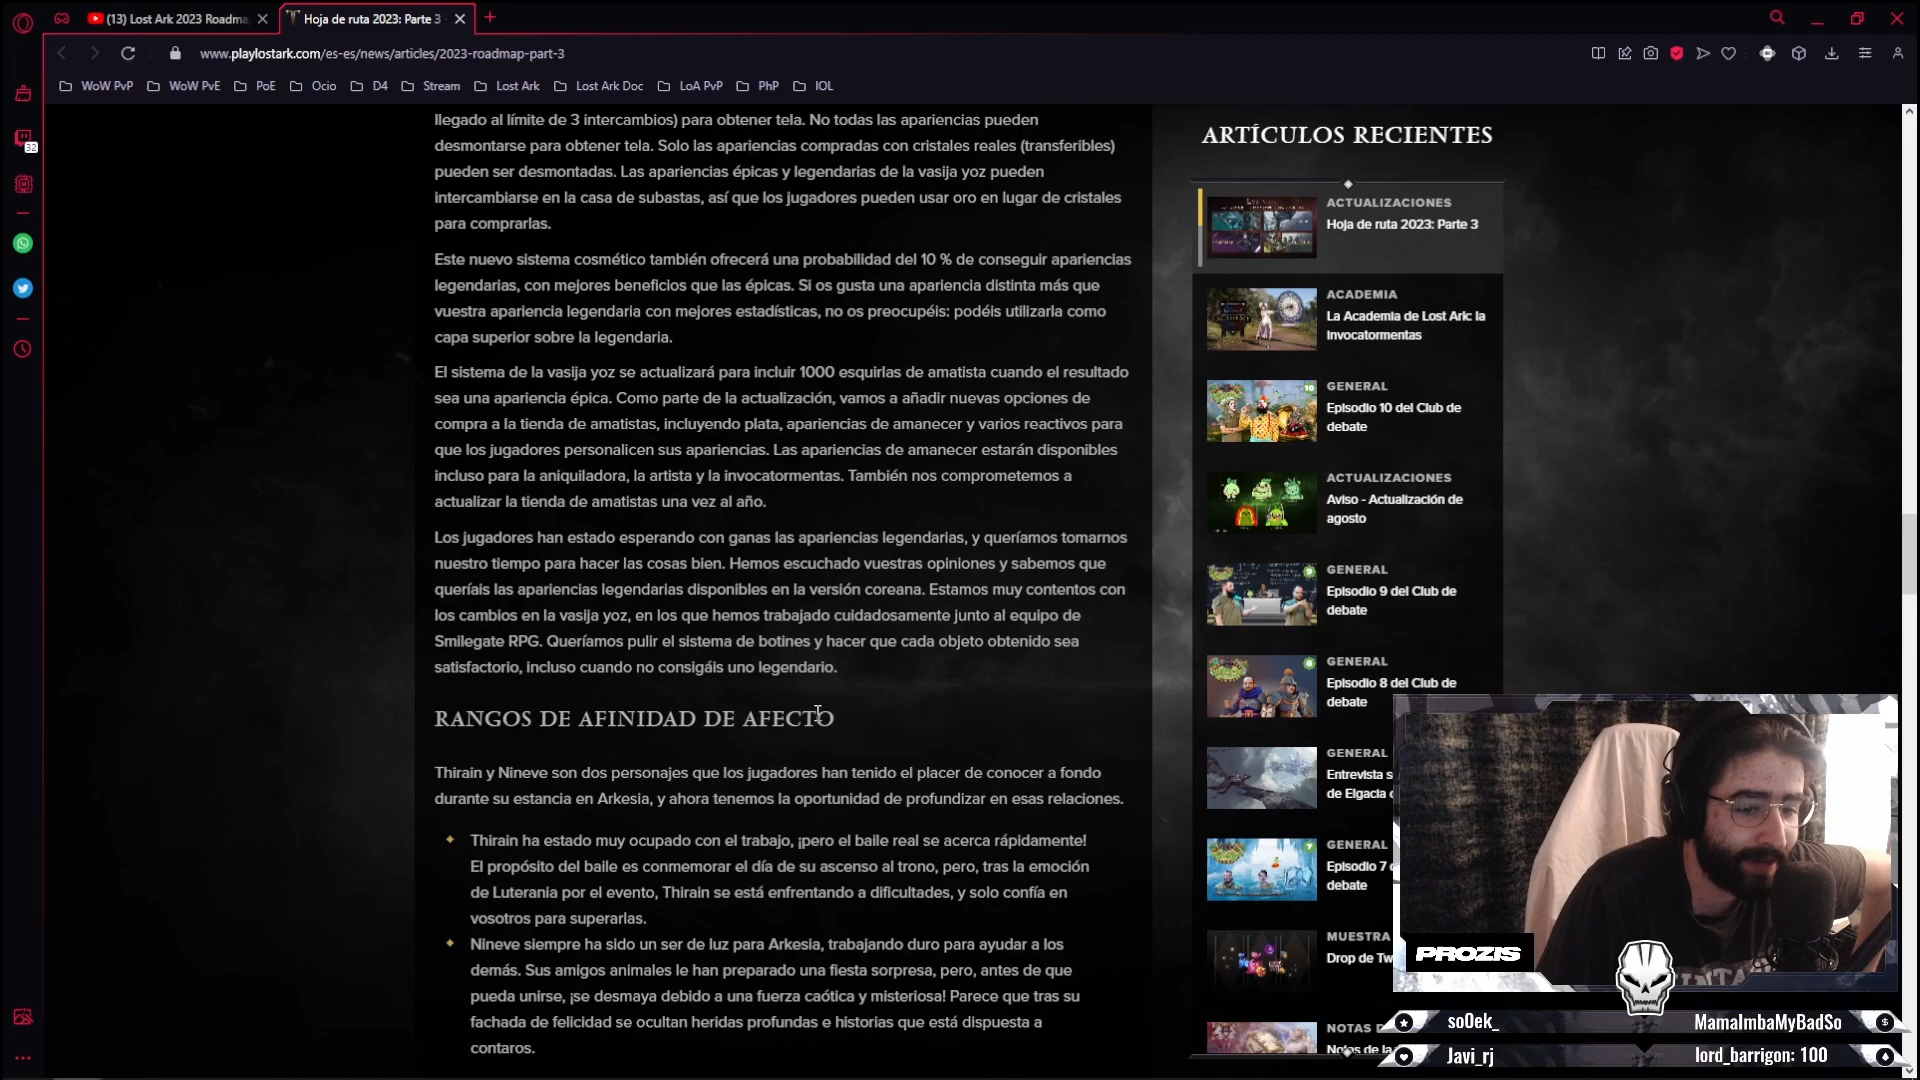 (13) Lost Ark 2023 Roadma
Hoja de ruta 2023: Parte 3
www.playlostark.com/es-es/news/articles/2023-roadmap-part-3
WoW PvP
WoW PvE
PoE
Ocio
D4
Stream
Lost Ark
Lost Ark Doc
LoA PvP
PhP
IOL
32
llegado al límite de 3 intercambios) para obtener tela. No todas las apariencias pueden
desmontarse para obtener tela. Solo las apariencias compradas con cristales reales (transferibles)
pueden ser desmontadas. Las apariencias épicas y legendarias de la vasija yoz pueden
intercambiarse en la casa de subastas, así que los jugadores pueden usar oro en lugar de cristales
para comprarlas.
Este nuevo sistema cosmético también ofrecerá una probabilidad del 10 % de conseguir apariencias
legendarias, con mejores beneficios que las épicas. Si os gusta una apariencia distinta más que
vuestra apariencia legendaria con mejores estadísticas, no os preocupéis: podéis utilizarla como
capa superior sobre la legendaria.
El sistema de la vasija yoz se actualizará para incluir 1000 esquirlas de amatista cuando el resultado
sea una apariencia épica. Como parte de la actualización, vamos a añadir nuevas opciones de
compra a la tienda de amatistas, incluyendo plata, apariencias de amanecer y varios reactivos para
que los jugadores personalicen sus apariencias. Las apariencias de amanecer estarán disponibles
incluso para la aniquiladora, la artista y la invocatormentas. También nos comprometemos a
actualizar la tienda de amatistas una vez al año.
Los jugadores han estado esperando con ganas las apariencias legendarias, y queríamos tomarnos
nuestro tiempo para hacer las cosas bien. Hemos escuchado vuestras opiniones y sabemos que
queríais las apariencias legendarias disponibles en la versión coreana. Estamos muy contentos con
los cambios en la vasija yoz, en los que hemos trabajado cuidadosamente junto al equipo de
Smilegate RPG. Queríamos pulir el sistema de botines y hacer que cada objeto obtenido sea
satisfactorio, incluso cuando no consigáis uno legendario.
RANGOS DE AFINIDAD DE AFECTO
Thirain y Nineve son dos personajes que los jugadores han tenido el placer de conocer a fondo
durante su estancia en Arkesia, y ahora tenemos la oportunidad de profundizar en esas relaciones.
Thirain ha estado muy ocupado con el trabajo, ¡pero el baile real se acerca rápidamente!
El propósito del baile es conmemorar el día de su ascenso al trono, pero, tras la emoción
de Luterania por el evento, Thirain se está enfrentando a dificultades, y solo confía en
vosotros para superarlas.
Nineve siempre ha sido un ser de luz para Arkesia, trabajando duro para ayudar a los
demás. Sus amigos animales le han preparado una fiesta sorpresa, pero, antes de que
pueda unirse, ¡se desmaya debido a una fuerza caótica y misteriosa! Parece que tras su
fachada de felicidad se ocultan heridas profundas e historias que está dispuesta a
contaros.
ARTÍCULOS RECIENTES
ACTUALIZACIONES
Hoja de ruta 2023: Parte 3
ACADEMIA
La Academia de Lost Ark: la
invocatormentas
GENERAL
Episodio 10 del Club de
debate
10
ACTUALIZACIONES
Aviso - Actualización de
agosto
GENERAL
Episodio 9 del Club de
debate
9
GENERAL
Episodio 8 del Club de
debate
8
GENERAL
Entrevista s
de Elgacia
GENERAL
Episodio 7
debate
7
MUESTRA
Drop de Tw
NOTAS D
Notas de la
PROZIS
so0ek_
MamaImbaMyBadSo
Javi_rj
lord_barrigon: 100